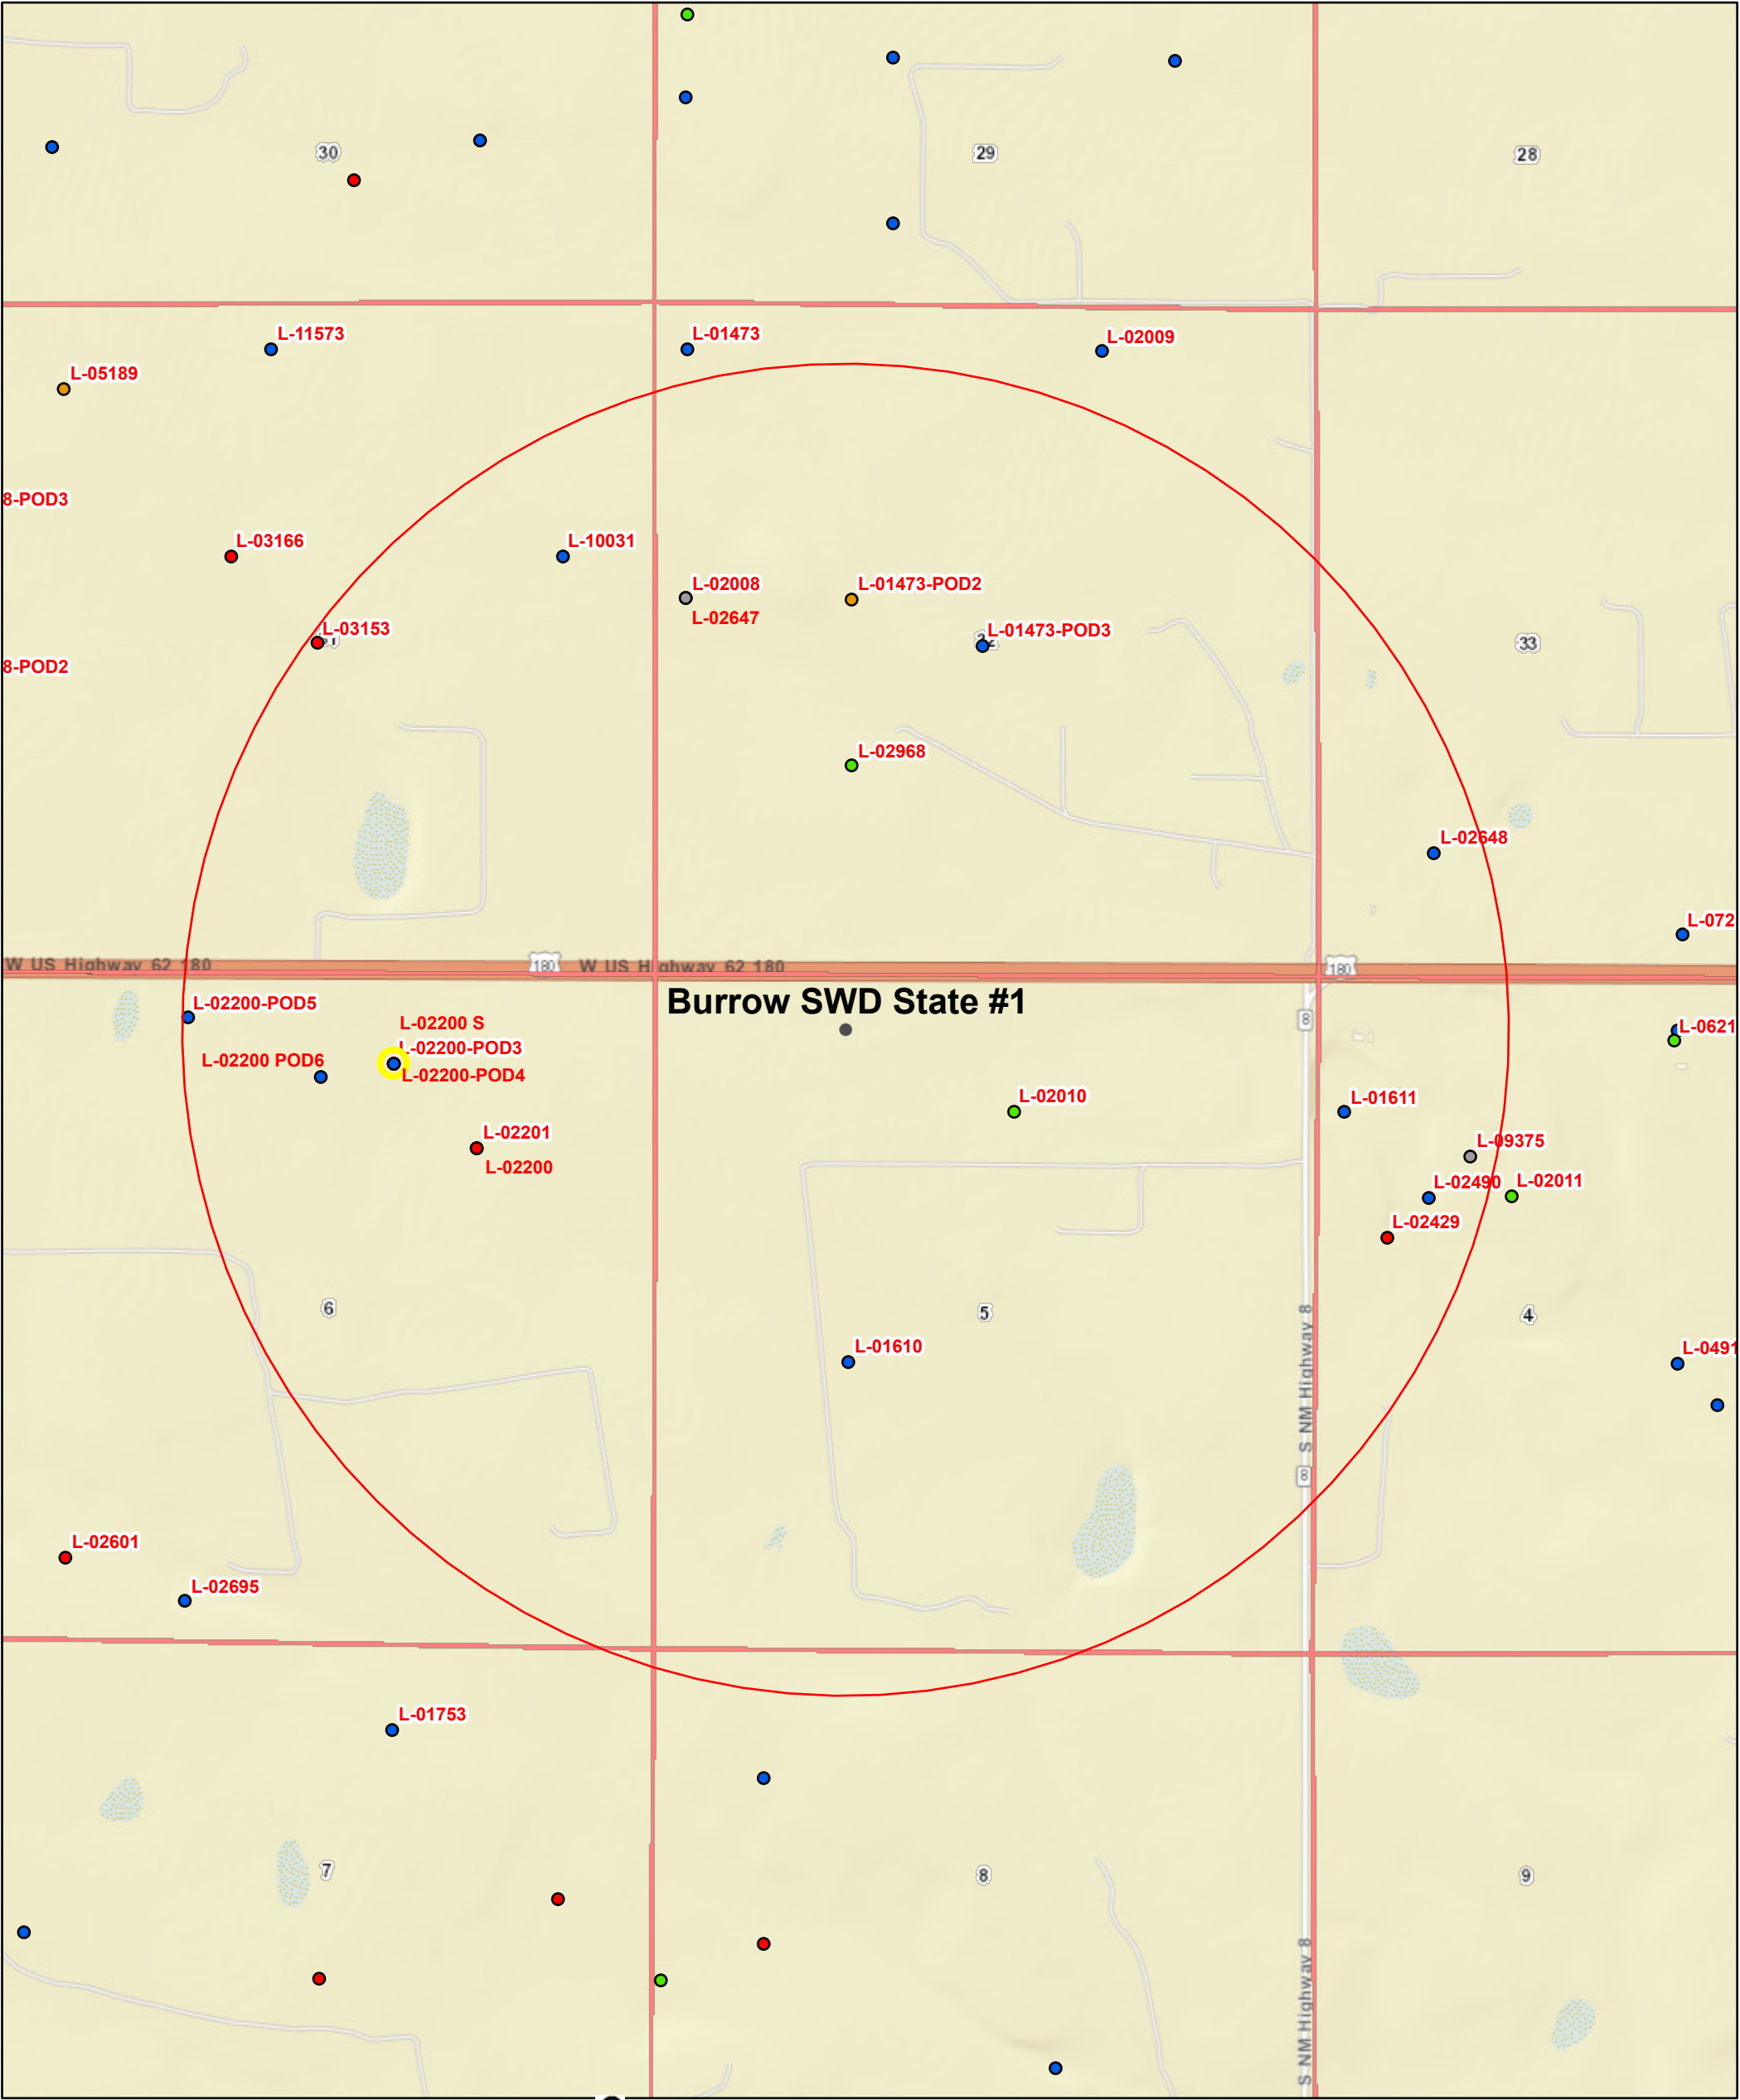 30
29
28
L-11573
L-01473
L-02009
L-05189
8-POD3
L-03166
L-10031
L-02008
L-01473-POD2
L-02647
L-03153
L-01473-POD3
33
8-POD2
L-02968
L-02648
L-072
W US Highway 62 180
180
W US Highway 62 180
180
Burrow SWD State #1
L-02200-POD5
8
L-02200 S
L-0621
L-02200-POD3
L-02200 POD6
L-02200-POD4
L-02010
L-01611
L-02201
L-09375
L-02200
L-02490
L-02011
L-02429
6
5
4
L-01610
L-0491
S NM Highway 8
8
L-02601
L-02695
L-01753
7
8
9
S NM Highway 8